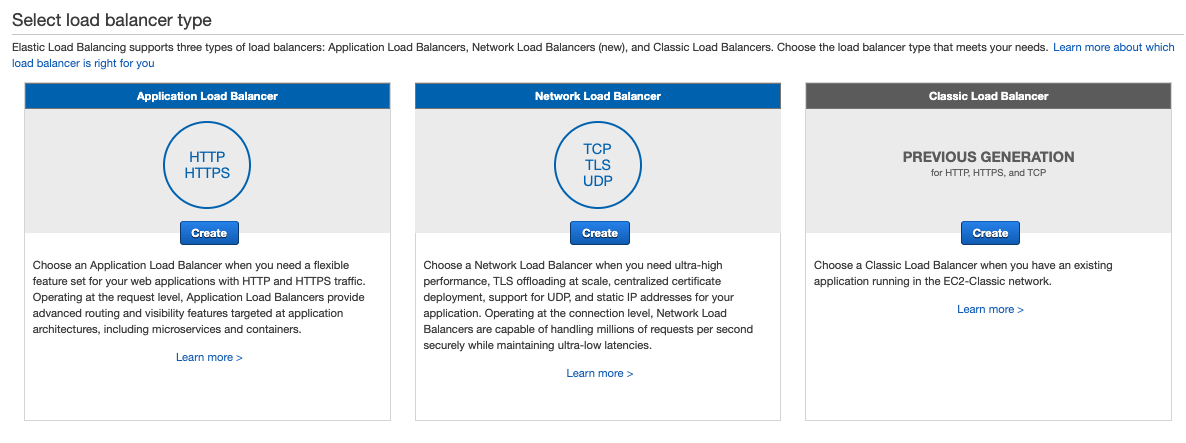 Select load balancer type
Elastic Load Balancing supports three types of load balancers: Application Load Balancers, Network Load Balancers (new), and Classic Load Balancers. Choose the load balancer type that meets your needs. Learn more about which
load balancer is right for you
Application Load Balancer
HTTP
HTTPS
Create
Choose an Application Load Balancer when you need a flexible
feature set for your web applications with HTTP and HTTPS traffic.
Operating at the request level, Application Load Balancers provide
advanced routing and visibility features targeted at application
architectures, including microservices and containers.
Learn more >
Network Load Balancer
TCP
TLS
UDP
Create
Choose a Network Load Balancer when you need ultra-high
performance, TLS offloading at scale, centralized certificate
deployment, support for UDP, and static IP addresses for your
application. Operating at the connection level, Network Load
Balancers are capable of handling millions of requests per second
securely while maintaining ultra-low latencies.
Learn more >
Classic Load Balancer
PREVIOUS GENERATION
for HTTP, HTTPS, and TCP
Create
Choose a Classic Load Balancer when you have an existing
application running in the EC2-Classic network.
Learn more >